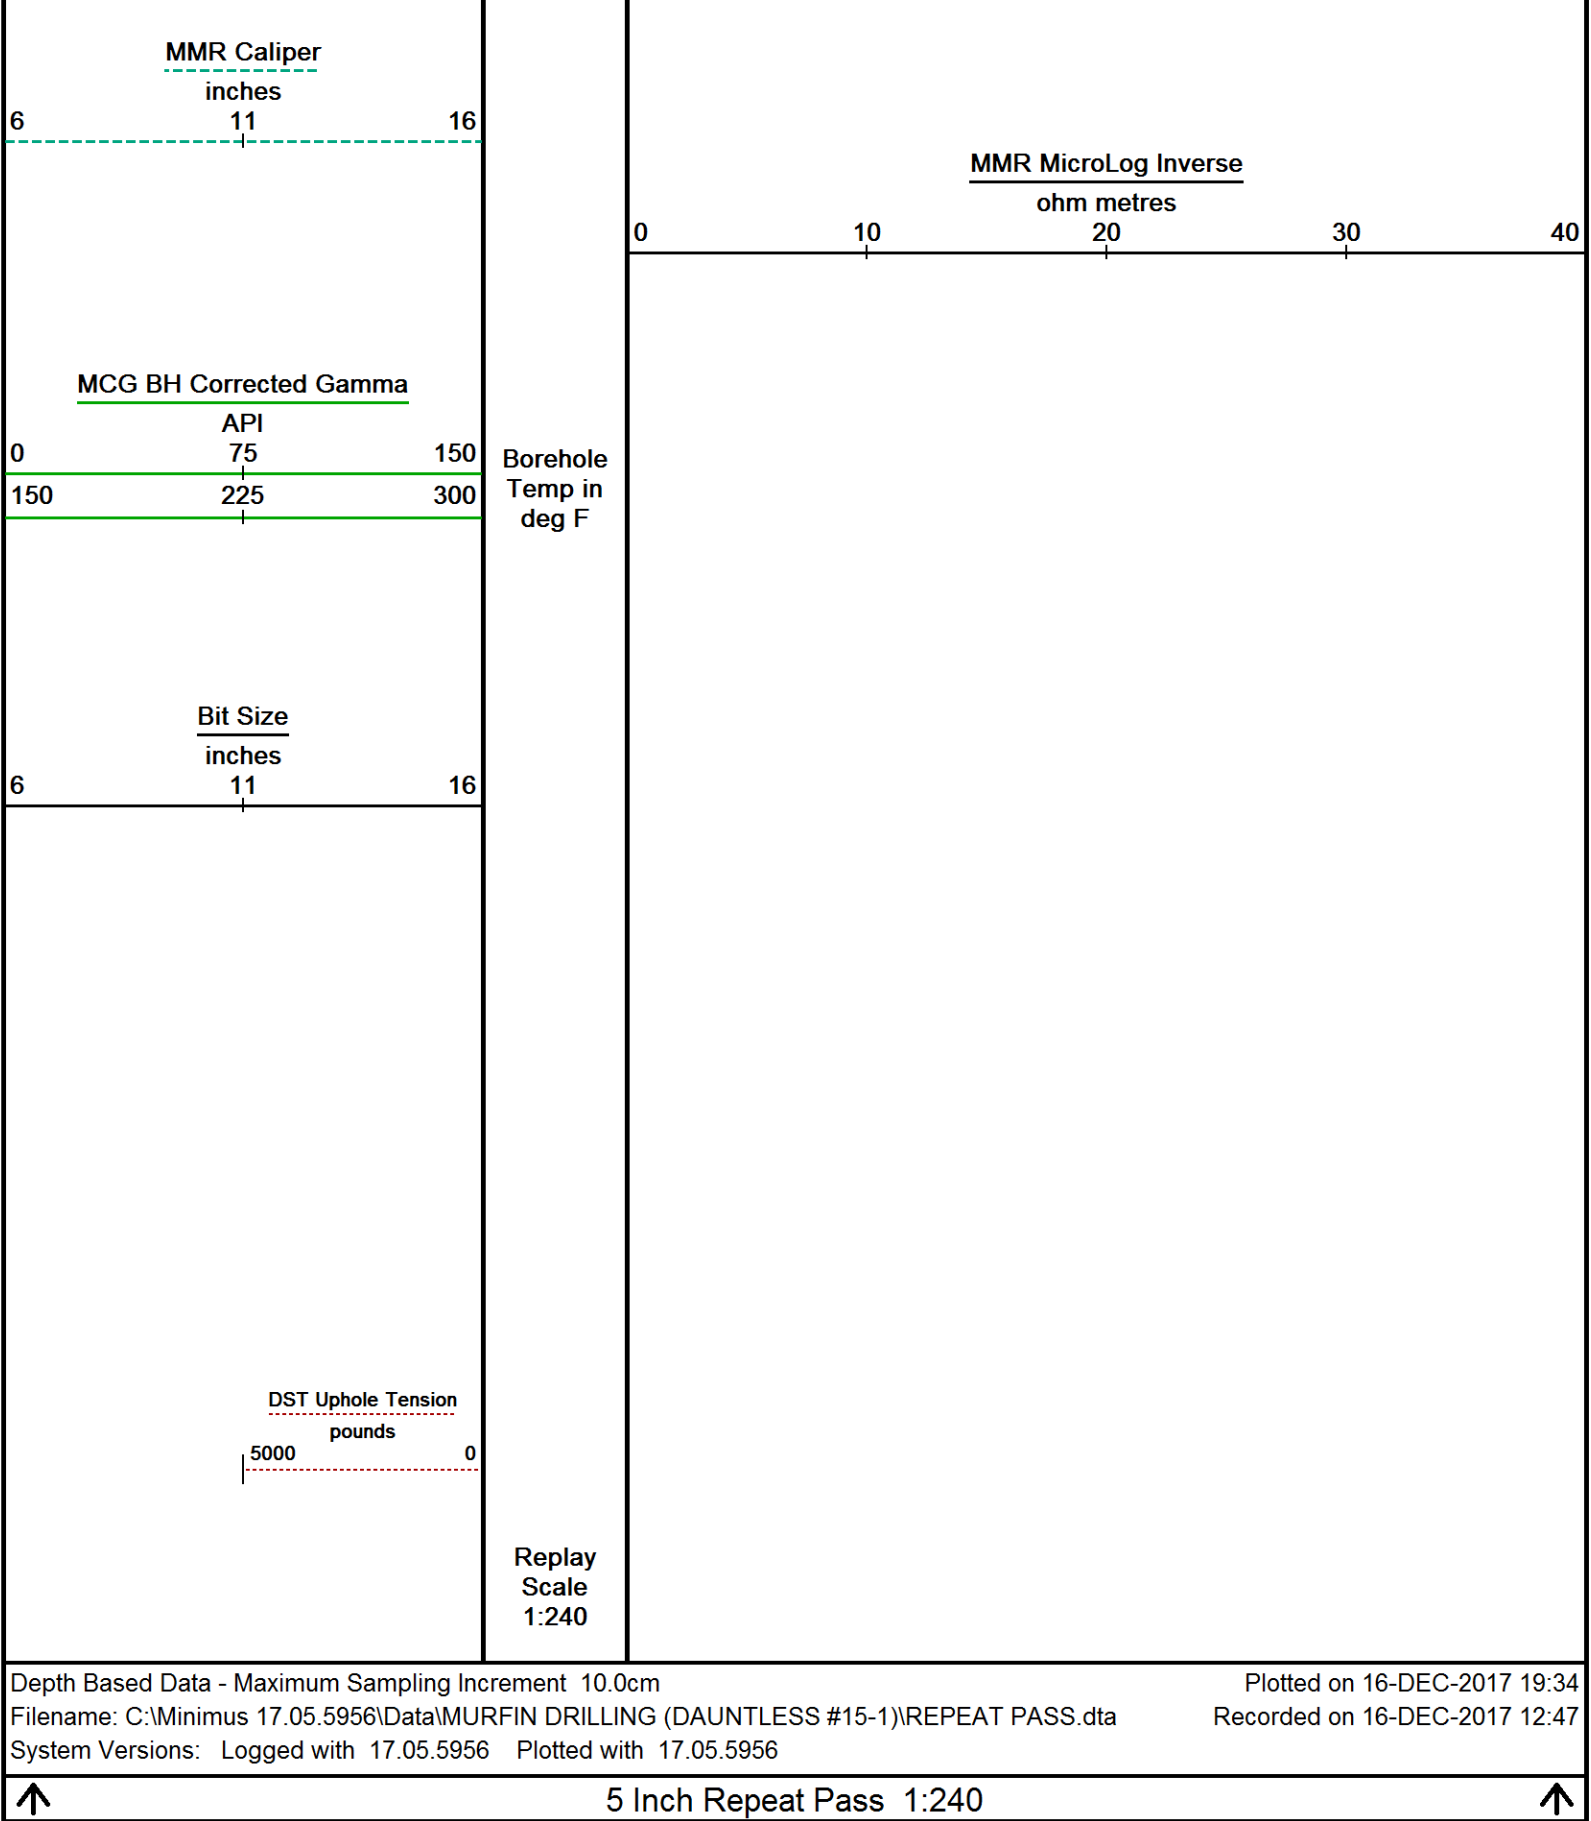 MMR Caliper
inches
6 11 16
MMR MicroLog Inverse
ohm metres
0 10 20 30 40
MCG BH Corrected Gamma
API
0 75 150
150 225 300
Borehole
Temp in
deg F
Bit Size
inches
6 11 16
DST Uphole Tension
pounds
5000 0
Replay
Scale
1:240
Depth Based Data - Maximum Sampling Increment 10.0cm Plotted on 16-DEC-2017 19:34
Filename: C:\Minimus 17.05.5956\Data\MURFIN DRILLING (DAUNTLESS #15-1)\REPEAT PASS.dta Recorded on 16-DEC-2017 12:47
System Versions: Logged with 17.05.5956 Plotted with 17.05.5956
5 Inch Repeat Pass 1:240